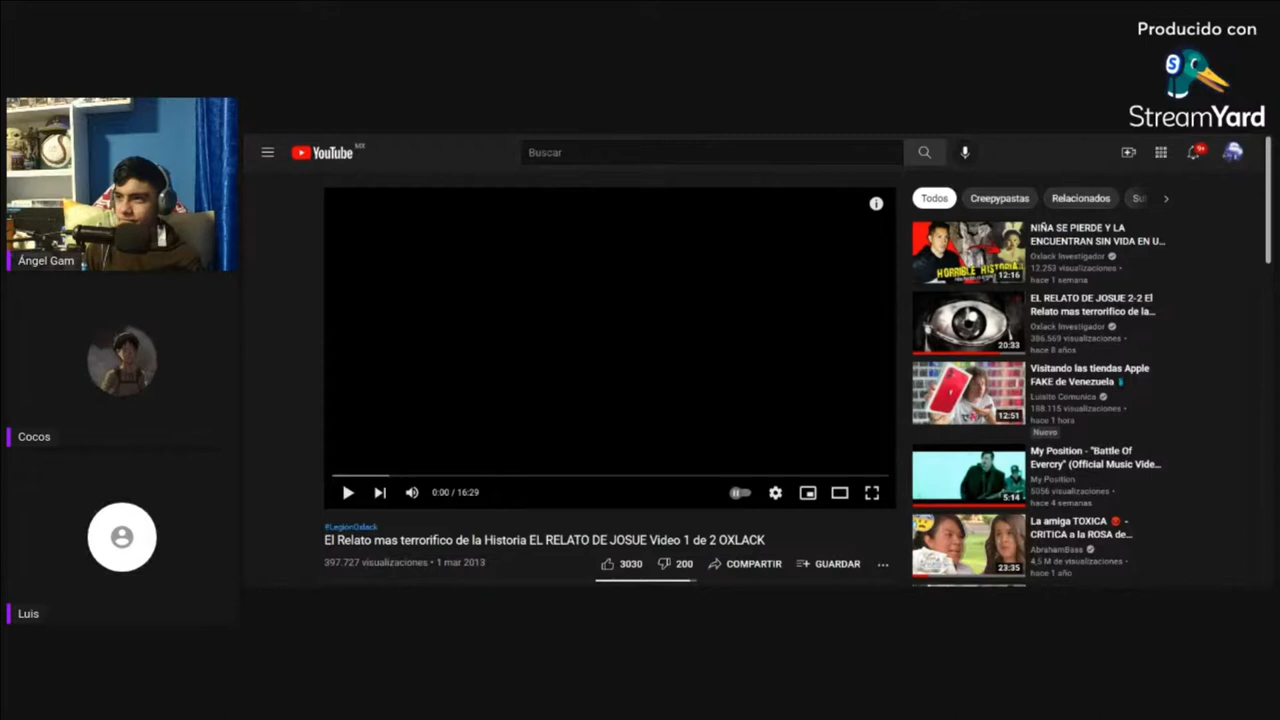 Producido con
StreamYard
Ángel Gam
Cocos
Luis
YouTube MX
Buscar
9+
0:00 / 16:29
#LegionOxlack
El Relato mas terrorifico de la Historia EL RELATO DE JOSUE Video 1 de 2 OXLACK
397.727 visualizaciones • 1 mar 2013
3030
200
COMPARTIR
GUARDAR
Todos
Creepypastas
Relacionados
Su
HORRIBLE HISTORIA
12:16
NIÑA SE PIERDE Y LA
ENCUENTRAN SIN VIDA EN U...
Oxlack Investigador
12.253 visualizaciones •
hace 1 semana
20:33
EL RELATO DE JOSUE 2-2 El
Relato mas terrorifico de la...
Oxlack Investigador
386.569 visualizaciones •
hace 8 años
12:51
Visitando las tiendas Apple
FAKE de Venezuela
Luisito Comunica
188.115 visualizaciones •
hace 1 hora
Nuevo
5:14
My Position - "Battle Of
Evercry" (Official Music Vide...
My Position
5056 visualizaciones •
hace 4 semanas
23:35
La amiga TOXICA -
CRITICA a la ROSA de...
AbrahamBass
4,5 M de visualizaciones •
hace 1 año